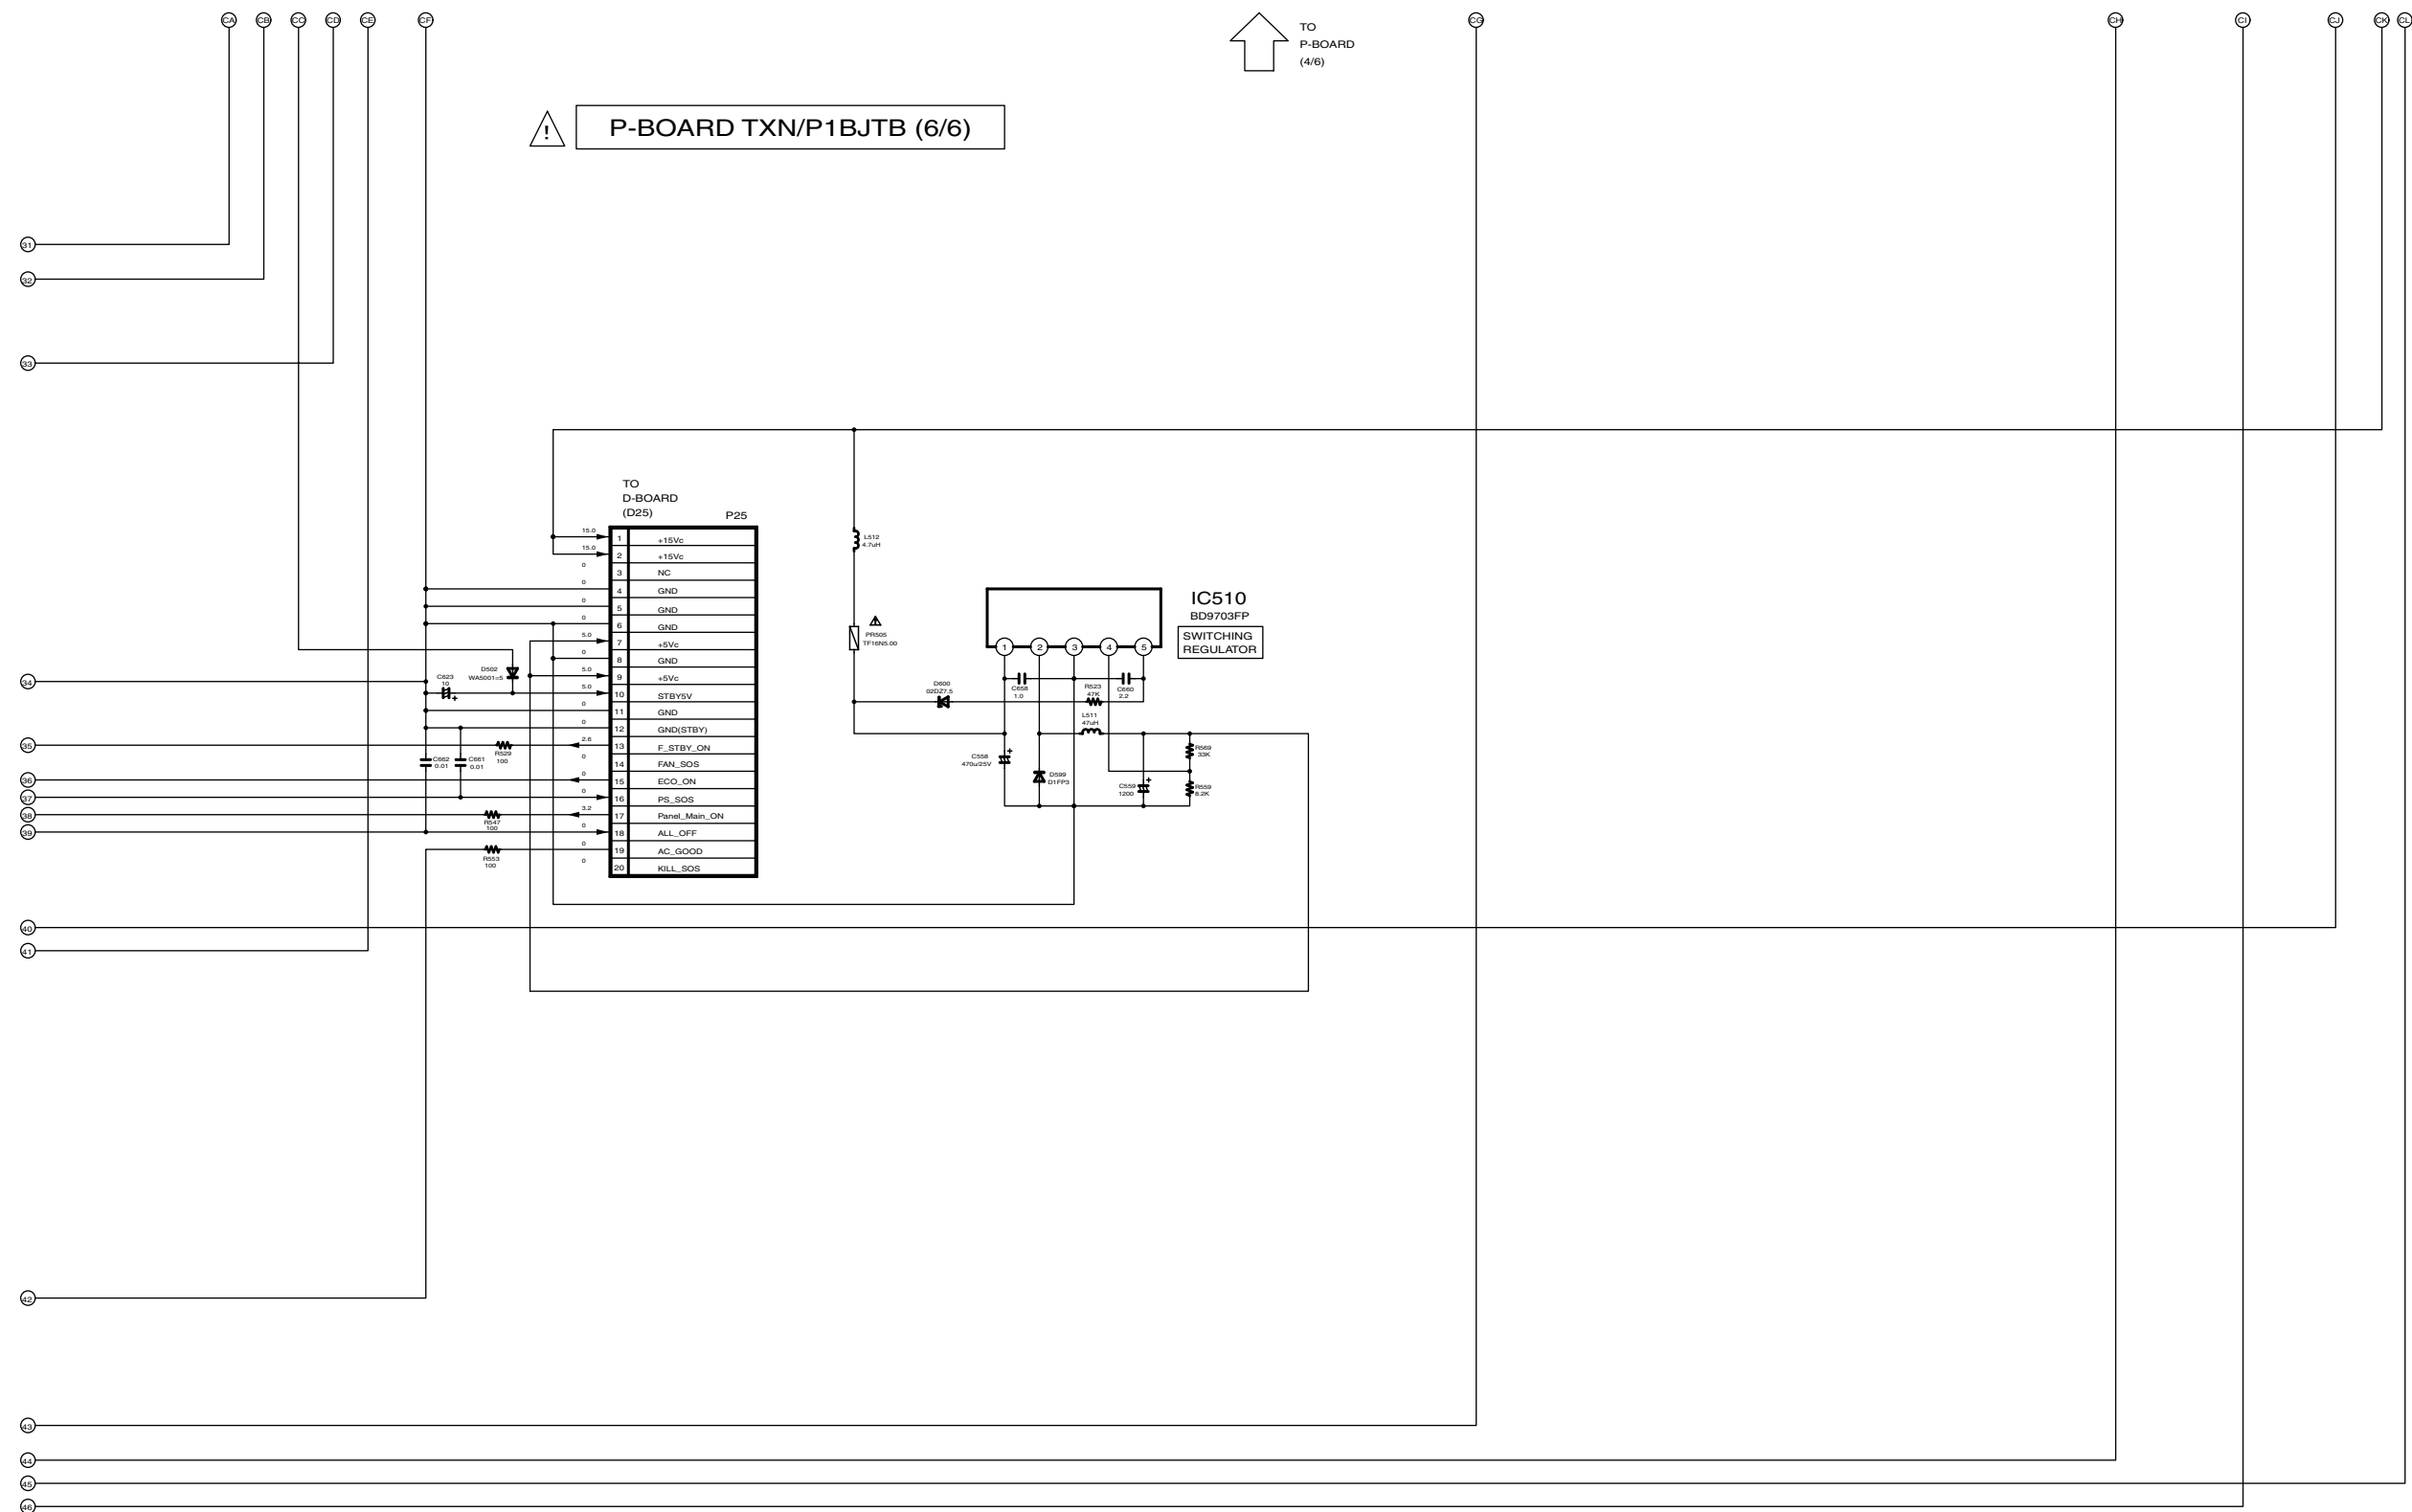 CA CB CC CD CE CF CG CH CI CJ CK CL
TO
P-BOARD
(4/6)
! P-BOARD TXN/P1BJTB (6/6)
31
32
33
TO
D-BOARD
(D25)
P25
15.0 1 +15Vc
15.0 2 +15Vc
0 3 NC
0 4 GND
0 5 GND
0 6 GND
5.0 7 +5Vc
0 8 GND
5.0 9 +5Vc
5.0 10 STBY5V
0 11 GND
0 12 GND(STBY)
2.6 13 F_STBY_ON
0 14 FAN_SOS
0 15 ECO_ON
0 16 PS_SOS
3.2 17 Panel_Main_ON
0 18 ALL_OFF
0 19 AC_GOOD
0 20 KILL_SOS
L512
4.7uH
PR505
TF16N5.00
IC510
BD9703FP
SWITCHING
REGULATOR
1 2 3 4 5
D502
WA5001=5
C623
10
+
D600
02DZ7.5
C658
1.0
R523
47K
C660
2.2
L511
47uH
R529
100
C662
0.01
C661
0.01
C558
470u/25V
+
D599
D1FP3
C559
1200
+
R569
33K
R559
8.2K
R547
100
R553
100
34
35
36
37
38
39
40
41
42
43
44
45
46